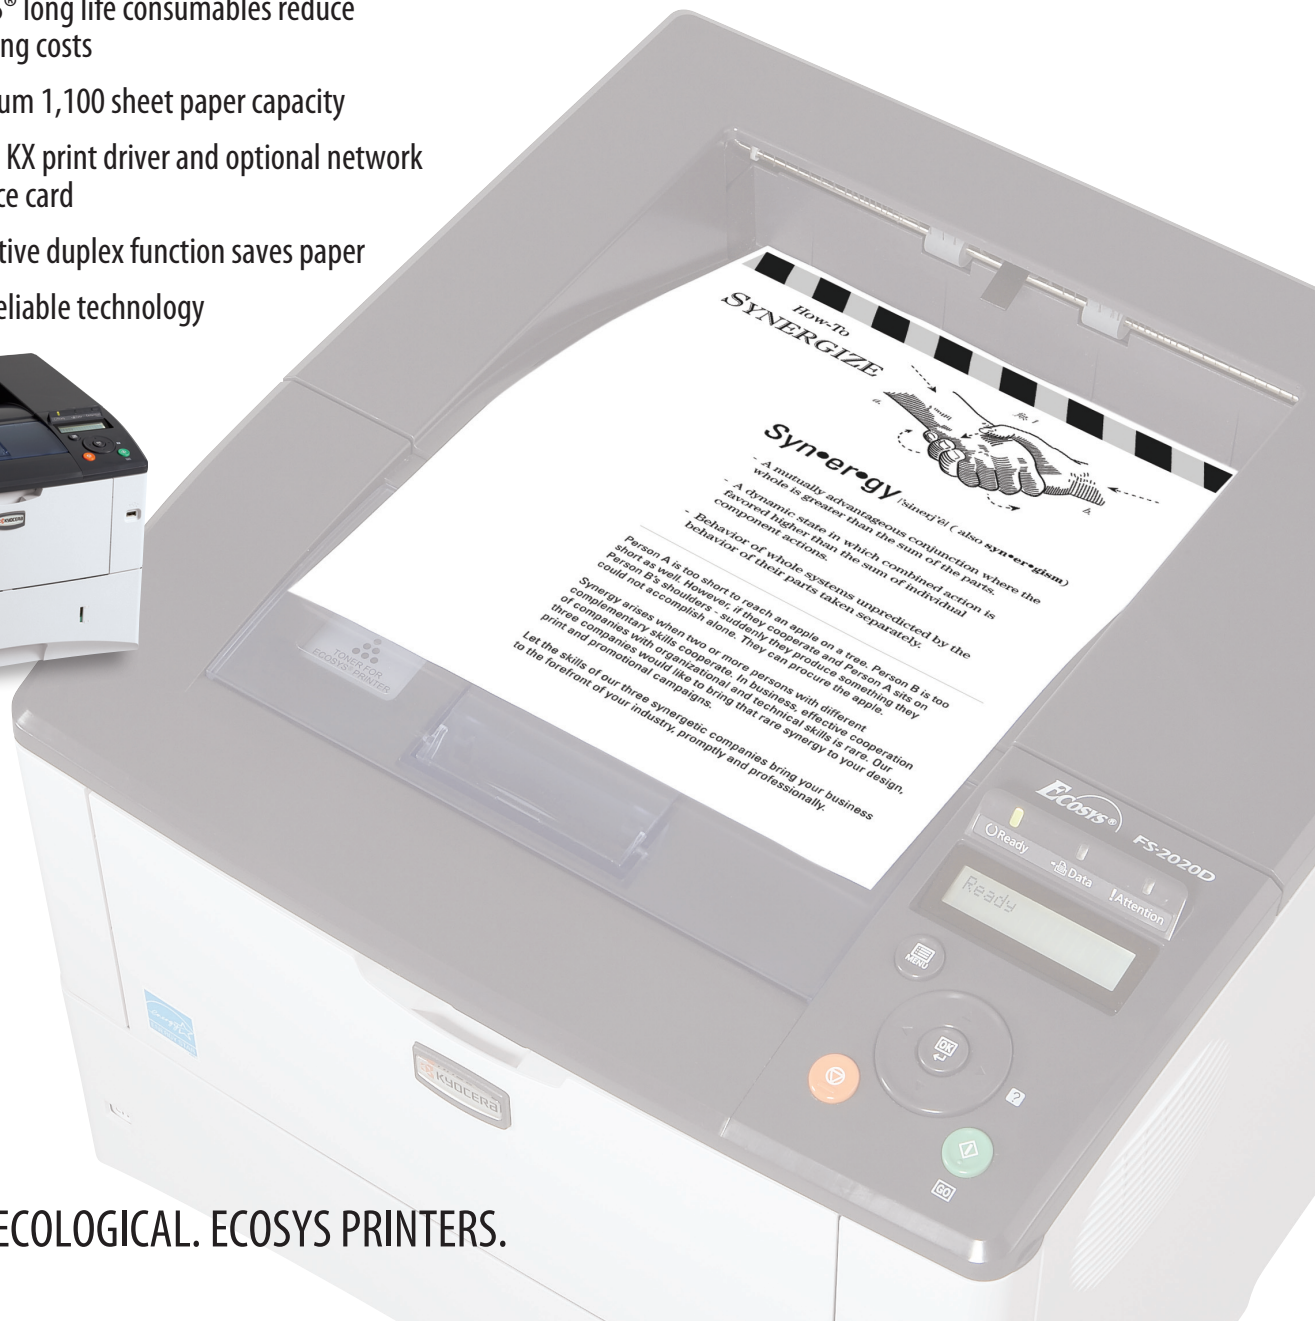 S® long life consumables reduce
ng costs
um 1,100 sheet paper capacity
KX print driver and optional network
ce card
tive duplex function saves paper
eliable technology
How-To
SYNERGIZE
a.
fig. 1
b.
Syn•er•gy /'sinerj'ē/ ( also syn•er•gism)
- A mutually advantageous conjunction where the
whole is greater than the sum of the parts.
- A dynamic state in which combined action is
favored higher than the sum of individual
component actions.
- Behavior of whole systems unpredicted by the
behavior of their parts taken separately.
Person A is too short to reach an apple on a tree. Person B is too
short as well. However, if they cooperate and Person A sits on
Person B's shoulders - suddenly they produce something they
could not accomplish alone. They can procure the apple.
Synergy arises when two or more persons with different
complementary skills cooperate. In business, effective cooperation
of companies with organizational and technical skills is rare. Our
three companies would like to bring that rare synergy to your design,
print and promotional campaigns.
Let the skills of our three synergetic companies bring your business
to the forefront of your industry, promptly and professionally.
TONER FOR
ECOSYS® PRINTER
ECOSYS® FS-2020D
Ready
Data
!Attention
Ready
MENU
OK
?
GO
KYOCERA
ECOLOGICAL. ECOSYS PRINTERS.